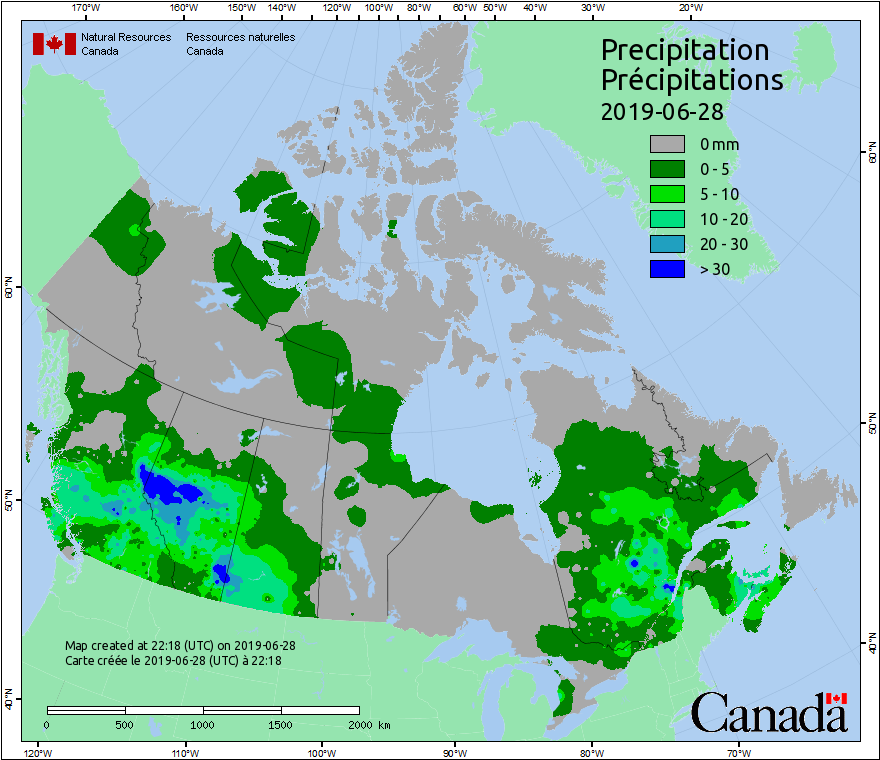 170°W 160°W 150°W 140°W 130°W 120°W 110°W 100°W 90°W 80°W 60°W 50°W 40°W 30°W 20°W
Natural Resources Ressources naturelles
Canada Canada
Precipitation
Précipitations
2019-06-28
0 mm
0 - 5
5 - 10
10 - 20
20 - 30
> 30
60°N
50°N
40°N
60°N
50°N
40°N
Map created at 22:18 (UTC) on 2019-06-28
Carte créée le 2019-06-28 (UTC) à 22:18
0 500 1000 1500 2000 km
Canada
120°W 110°W 100°W 90°W 80°W 70°W